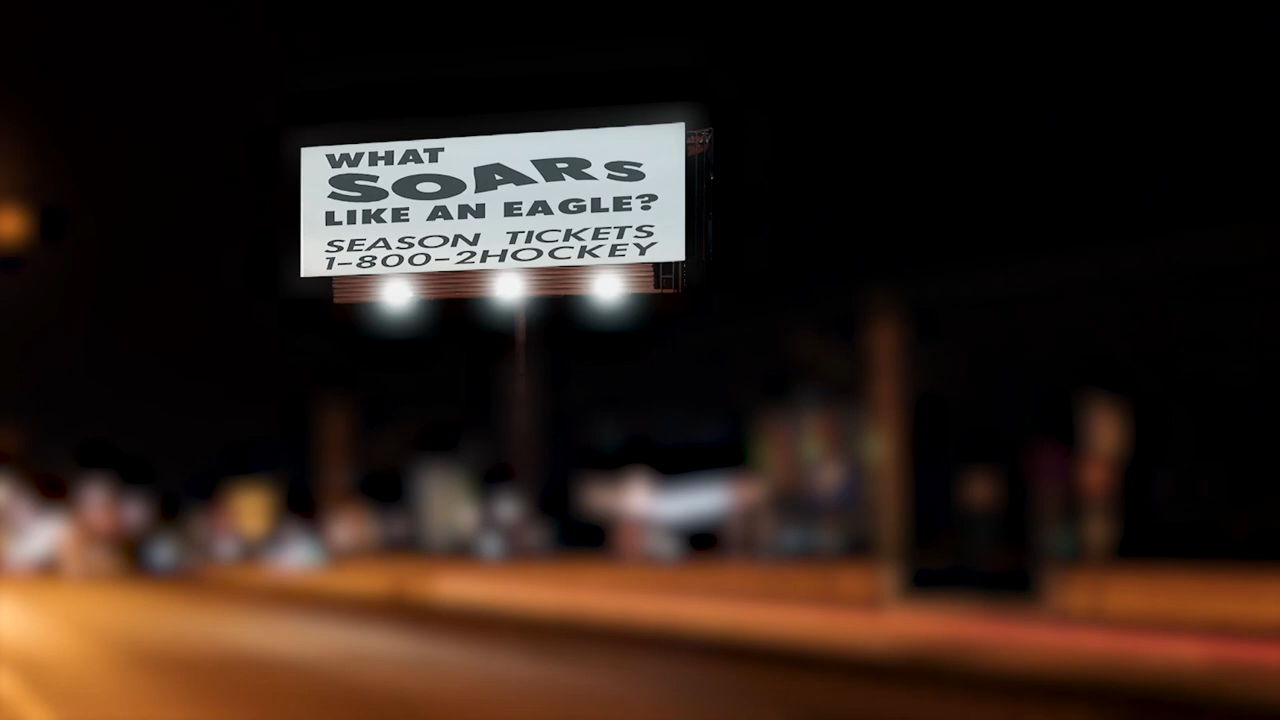 WHAT
SOARS
LIKE AN EAGLE?
SEASON TICKETS
1-800-2HOCKEY